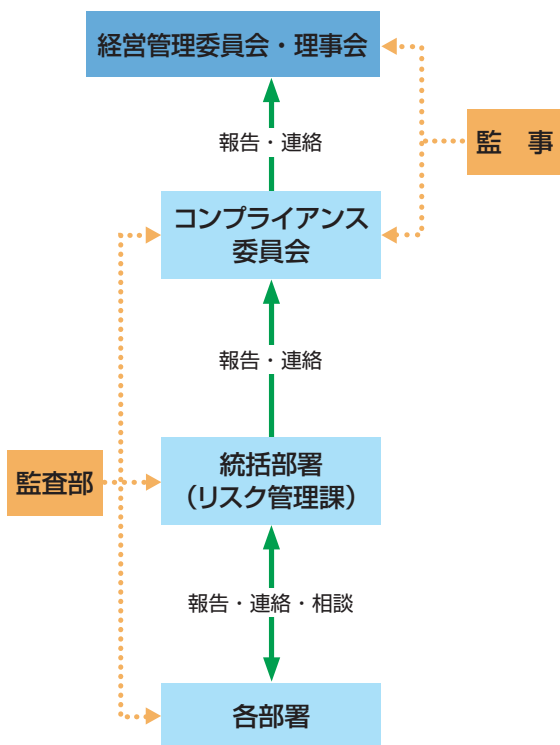 経営管理委員会・理事会
報告・連絡
監　事
コンプライアンス
委員会
報告・連絡
監査部
統括部署
（リスク管理課）
報告・連絡・相談
各部署